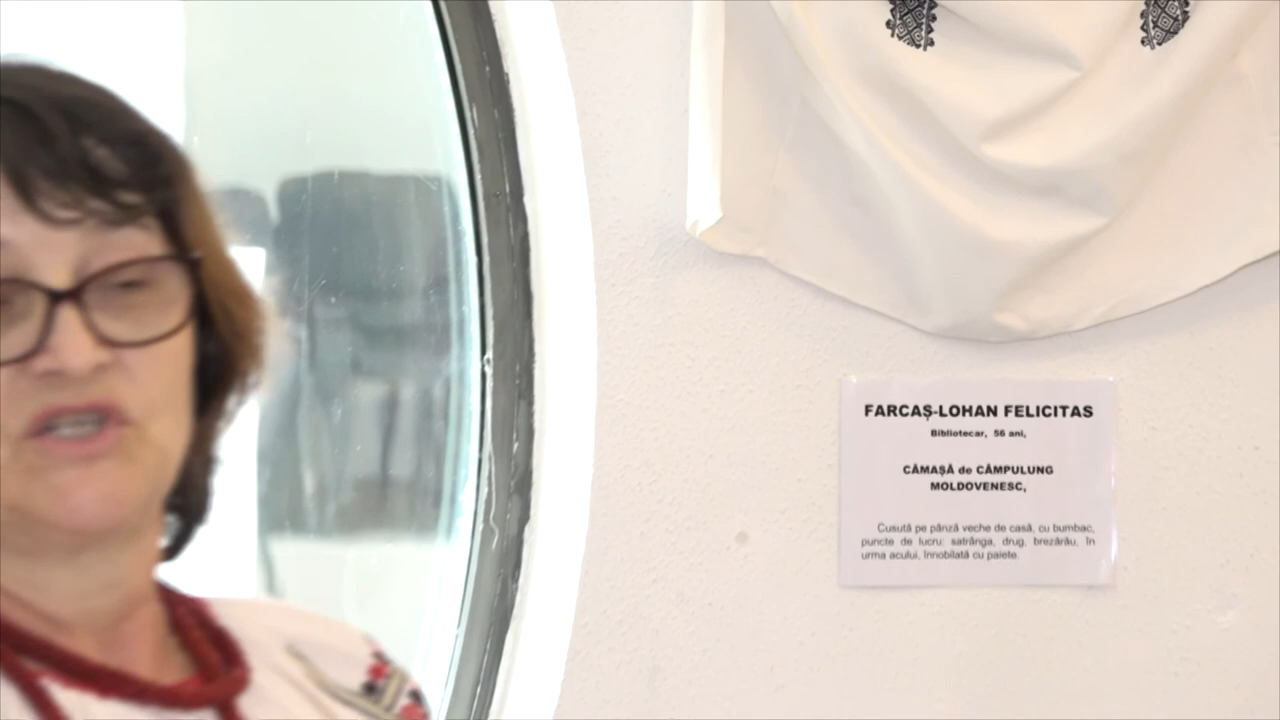 FARCAȘ-LOHAN FELICITAS
Bibliotecar, 56 ani,
CĂMAȘĂ de CÂMPULUNG
MOLDOVENESC,
Cusută pe pânză veche de casă, cu bumbac,
puncte de lucru: satrânga, drug, brezărău, în
urma acului, înnobilată cu paiete.